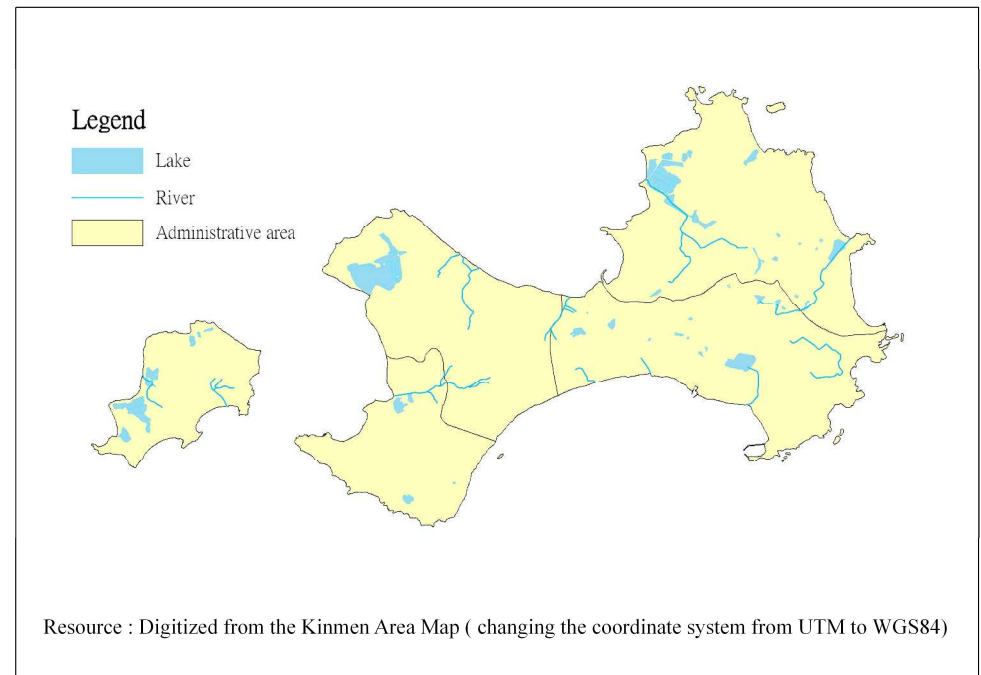 Legend
Lake
River
Administrative area
Resource : Digitized from the Kinmen Area Map ( changing the coordinate system from UTM to WGS84)